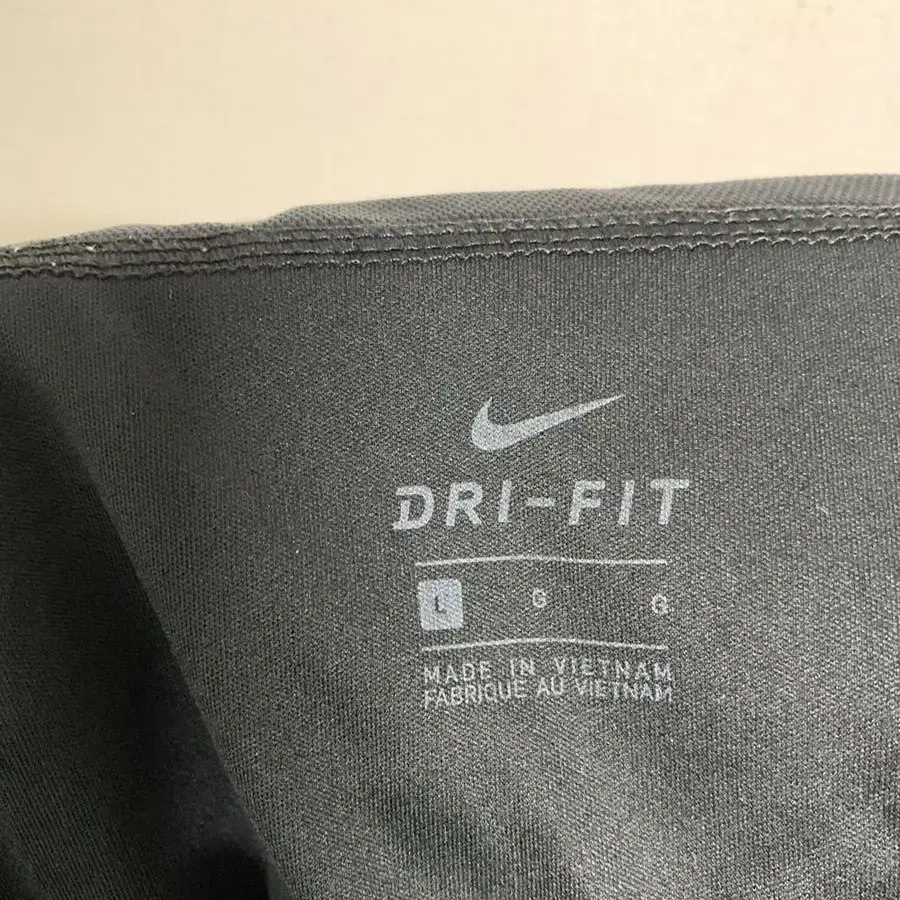 DRI-FIT
L G G
MADE IN VIETNAM
FABRIQUE AU VIETNAM